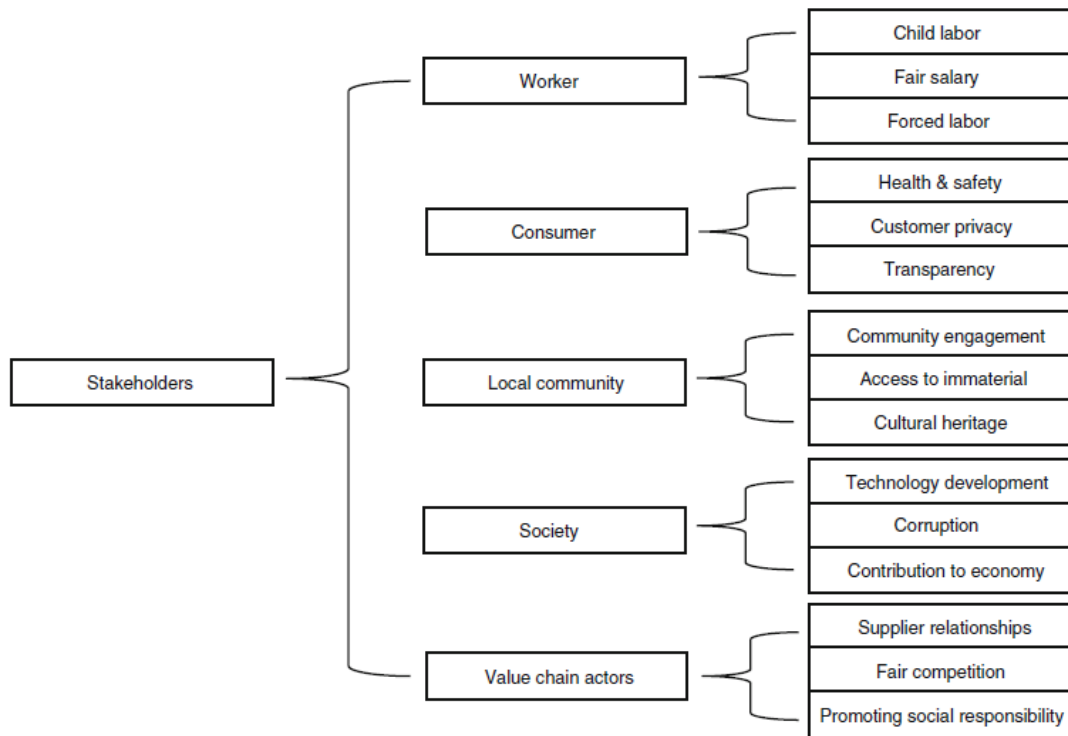 Stakeholders
Worker
Child labor
Fair salary
Forced labor
Consumer
Health & safety
Customer privacy
Transparency
Local community
Community engagement
Access to immaterial
Cultural heritage
Society
Technology development
Corruption
Contribution to economy
Value chain actors
Supplier relationships
Fair competition
Promoting social responsibility